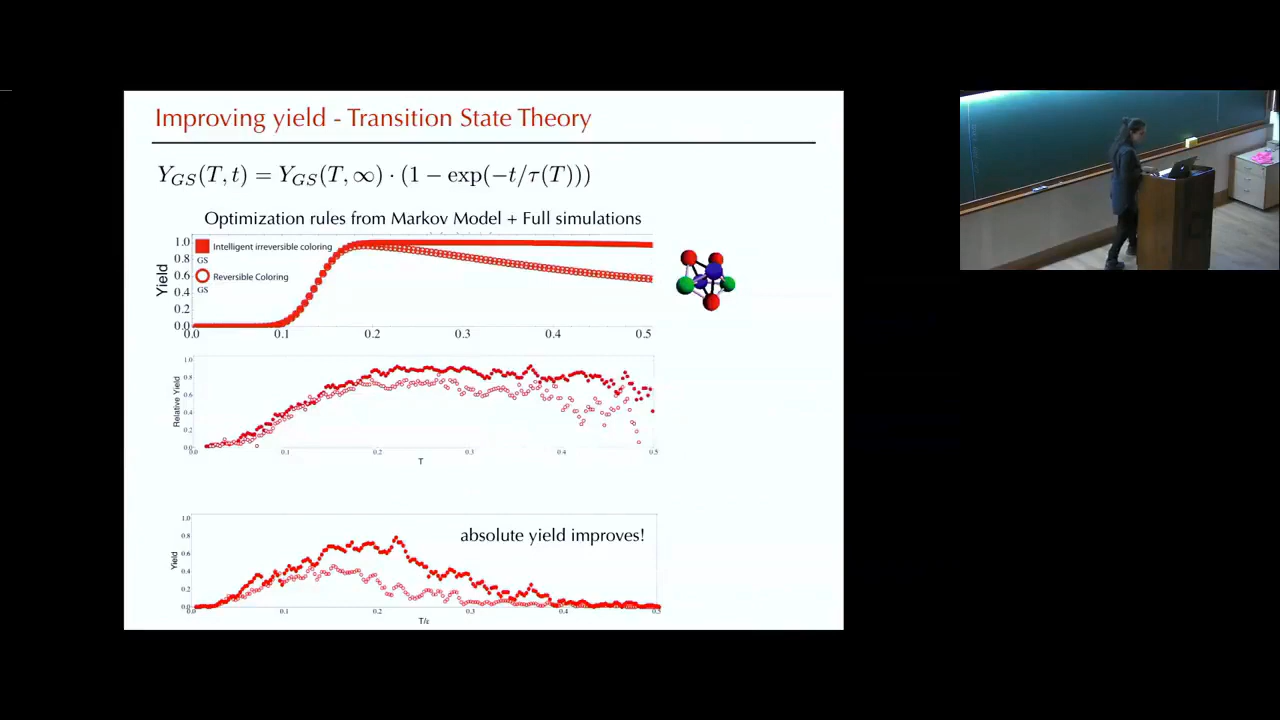 Improving yield - Transition State Theory
Y_{GS}(T, t) = Y_{GS}(T, ∞) · (1 − exp(−t/τ(T)))
Optimization rules from Markov Model + Full simulations
Yield
1.0
0.8
0.6
0.4
0.2
0.0
Intelligent irreversible coloring
GS
Reversible Coloring
GS
0.0 0.1 0.2 0.3 0.4 0.5
Relative Yield
1.0
0.8
0.6
0.4
0.2
0.0
0.0 0.1 0.2 0.3 0.4 0.5
T
absolute yield improves!
Yield
1.0
0.8
0.6
0.4
0.2
0.0
0.0 0.1 0.2 0.3 0.4 0.5
T/ε